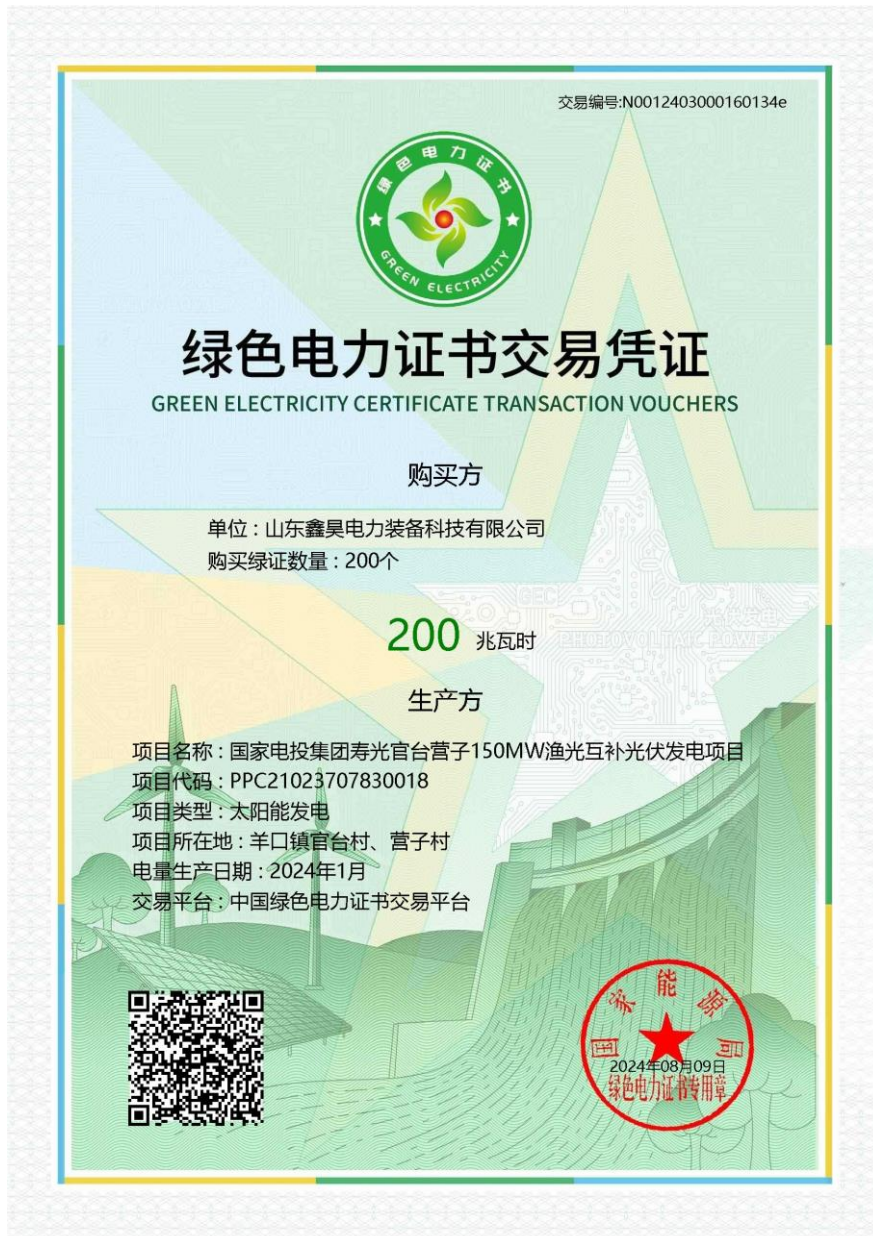 交易编号:N0012403000160134e
绿色电力证书
GREEN ELECTRICITY
绿色电力证书交易凭证
GREEN ELECTRICITY CERTIFICATE TRANSACTION VOUCHERS
购买方
单位：山东鑫昊电力装备科技有限公司
购买绿证数量：200个
GEC
光伏发电
PHOTOVOLTAIC POWER
200 兆瓦时
生产方
项目名称：国家电投集团寿光官台营子150MW渔光互补光伏发电项目
项目代码：PPC21023707830018
项目类型：太阳能发电
项目所在地：羊口镇官台村、营子村
电量生产日期：2024年1月
交易平台：中国绿色电力证书交易平台
国家能源局
2024年08月09日
绿色电力证书专用章